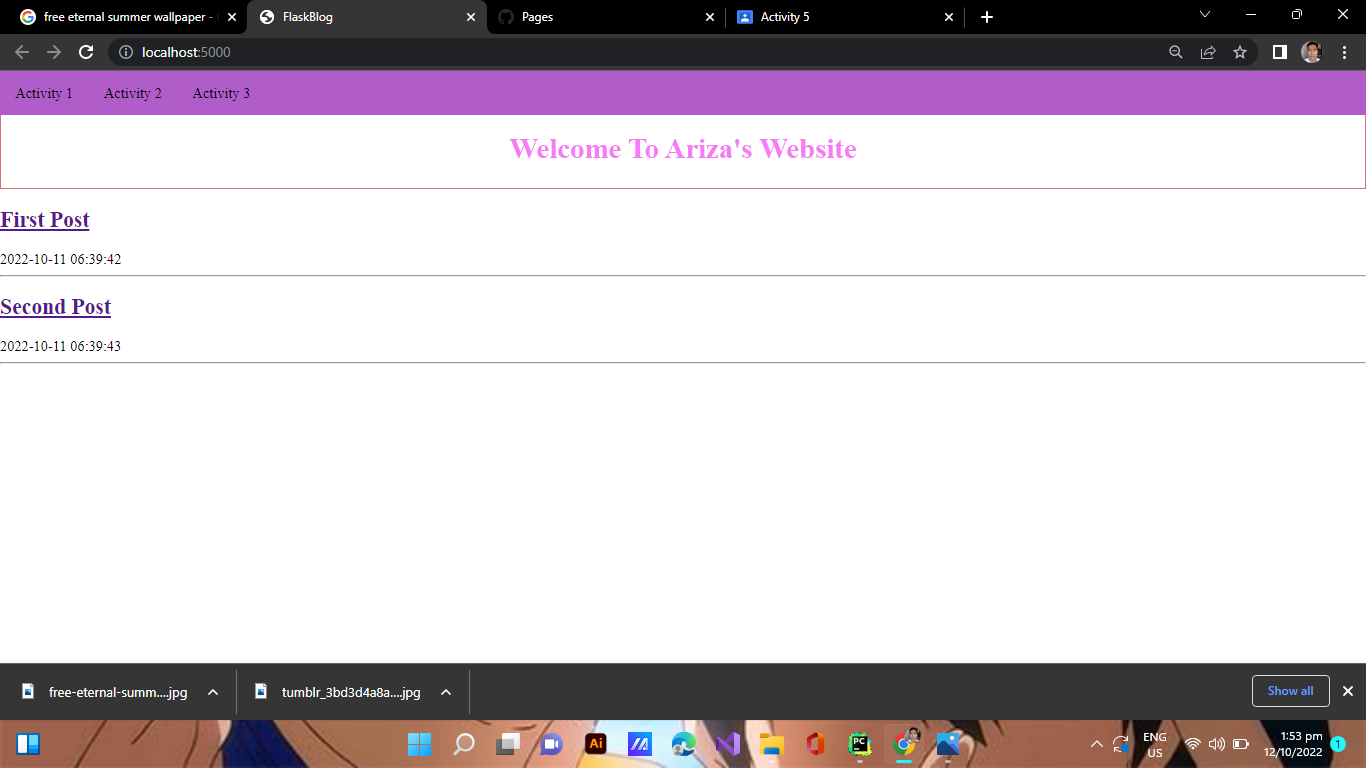 free eternal summer wallpaper -
FlaskBlog
Pages
Activity 5
localhost:5000
Activity 1 Activity 2 Activity 3
Welcome To Ariza's Website
First Post
2022-10-11 06:39:42
Second Post
2022-10-11 06:39:43
free-eternal-summ....jpg
tumblr_3bd3d4a8a....jpg
Show all
Ai
PC
ENG
US
1:53 pm
12/10/2022
1